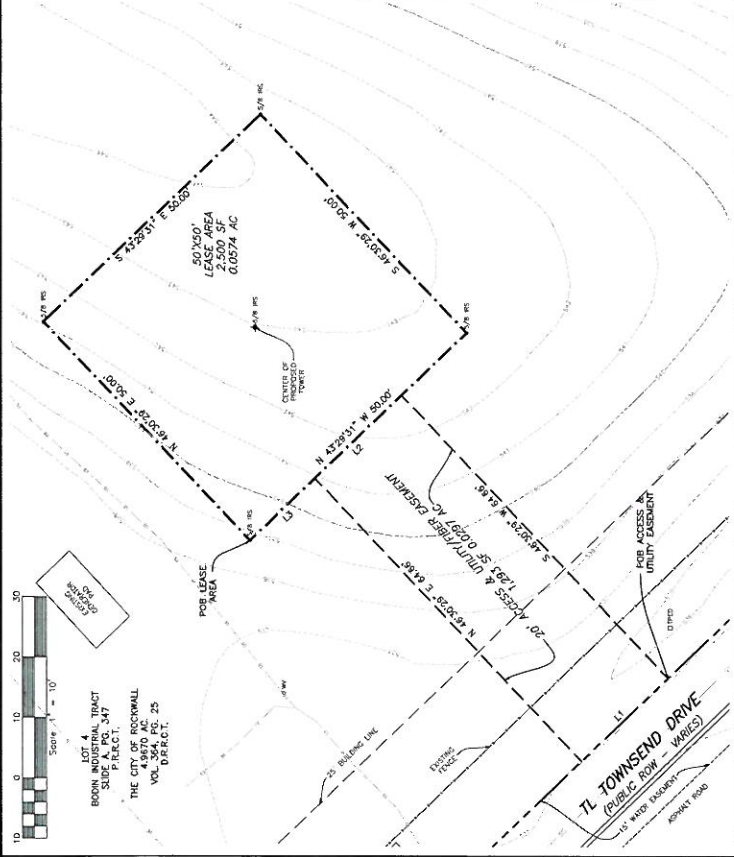 10 0 10 20 30
Scale 1" = 10'
LOT 4
BODIN INDUSTRIAL TRACT
SLIDE A, PG. 347
P.R.R.C.T.
THE CITY OF ROCKWALL
4.9670 AC.
VOL. 364, PG. 25
D.R.R.C.T.
EXISTING
GENERATOR
PAD
POB LEASE
AREA
5/8 IRS
N 46°30'29" E 50.00'
5/8 IRS
S 43°29'31" E 50.00'
5/8 IRS
50'X50'
LEASE AREA
2,500 SF
0.0574 AC
S 46°30'29" W 50.00'
5/8 IRS
5/8 IRS
CENTER OF
PROPOSED
TOWER
N 43°29'31" W 50.00'
L2
L3
N 46°30'29" E 64.66'
20' ACCESS & UTILITY/FIBER EASEMENT
1,293 SF 0.0297 AC
S 46°30'29" W 64.66'
25' BUILDING LINE
EXISTING
FENCE
POB ACCESS &
UTILITY EASEMENT
L1
TL TOWNSEND DRIVE
(PUBLIC ROW - VARIES)
15' WATER EASEMENT
ASPHALT ROAD